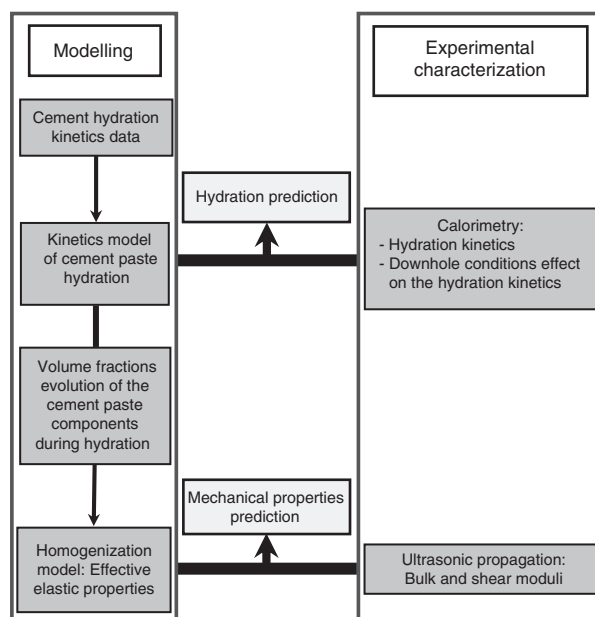 Modelling
Cement hydration
kinetics data
Kinetics model
of cement paste
hydration
Volume fractions
evolution of the
cement paste
components
during hydration
Homogenization
model: Effective
elastic properties
Hydration prediction
Mechanical properties
prediction
Experimental
characterization
Calorimetry:
- Hydration kinetics
- Downhole conditions effect
on the hydration kinetics
Ultrasonic propagation:
Bulk and shear moduli